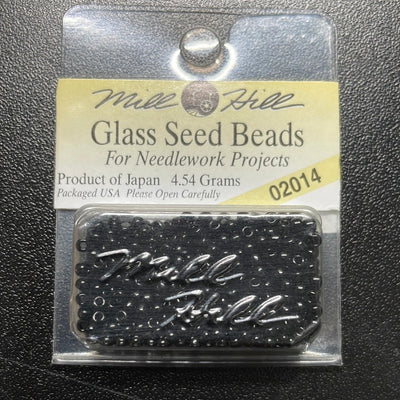 Mill Hill
Glass Seed Beads
For Needlework Projects
Product of Japan 4.54 Grams
Packaged USA Please Open Carefully
02014
Mill
Hill